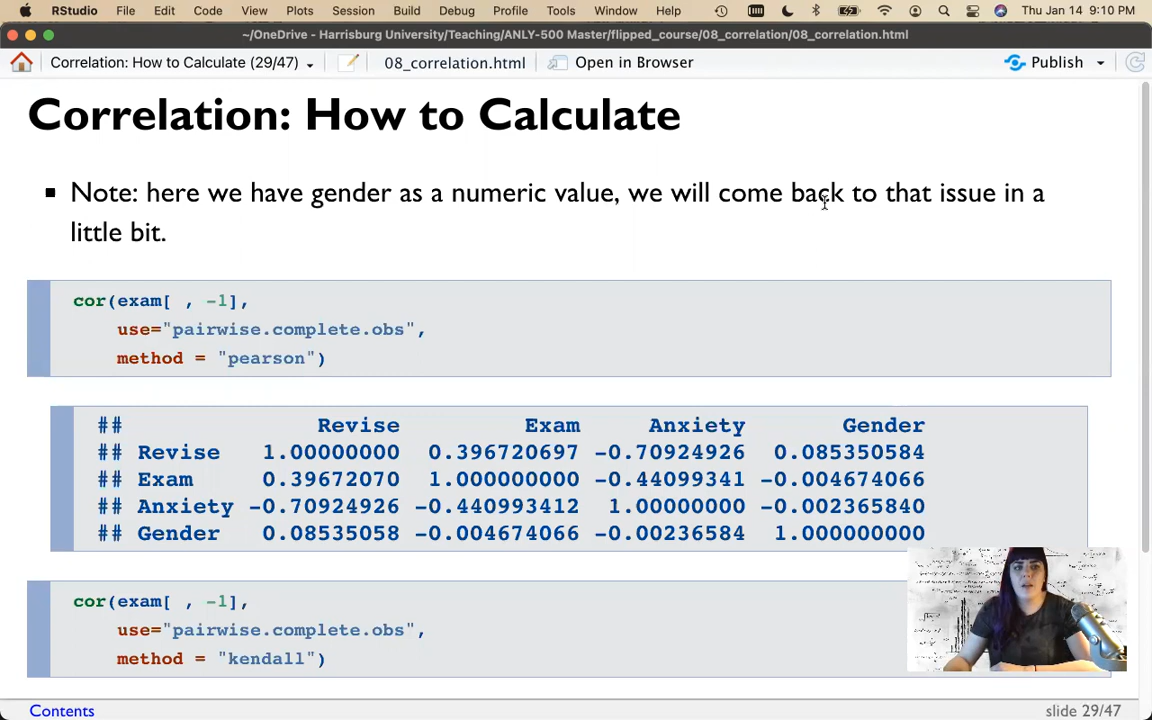 RStudio File Edit Code View Plots Session Build Debug Profile Tools Window Help Thu Jan 14 9:10 PM
~/OneDrive - Harrisburg University/Teaching/ANLY-500 Master/flipped_course/08_correlation/08_correlation.html
Correlation: How to Calculate (29/47) 08_correlation.html Open in Browser Publish
Correlation: How to Calculate
Note: here we have gender as a numeric value, we will come back to that issue in a
little bit.
cor(exam[ , -1],
use="pairwise.complete.obs",
method = "pearson")
## Revise Exam Anxiety Gender
## Revise 1.00000000 0.396720697 -0.70924926 0.085350584
## Exam 0.39672070 1.000000000 -0.44099341 -0.004674066
## Anxiety -0.70924926 -0.440993412 1.00000000 -0.002365840
## Gender 0.08535058 -0.004674066 -0.00236584 1.000000000
cor(exam[ , -1],
use="pairwise.complete.obs",
method = "kendall")
Contents slide 29/47